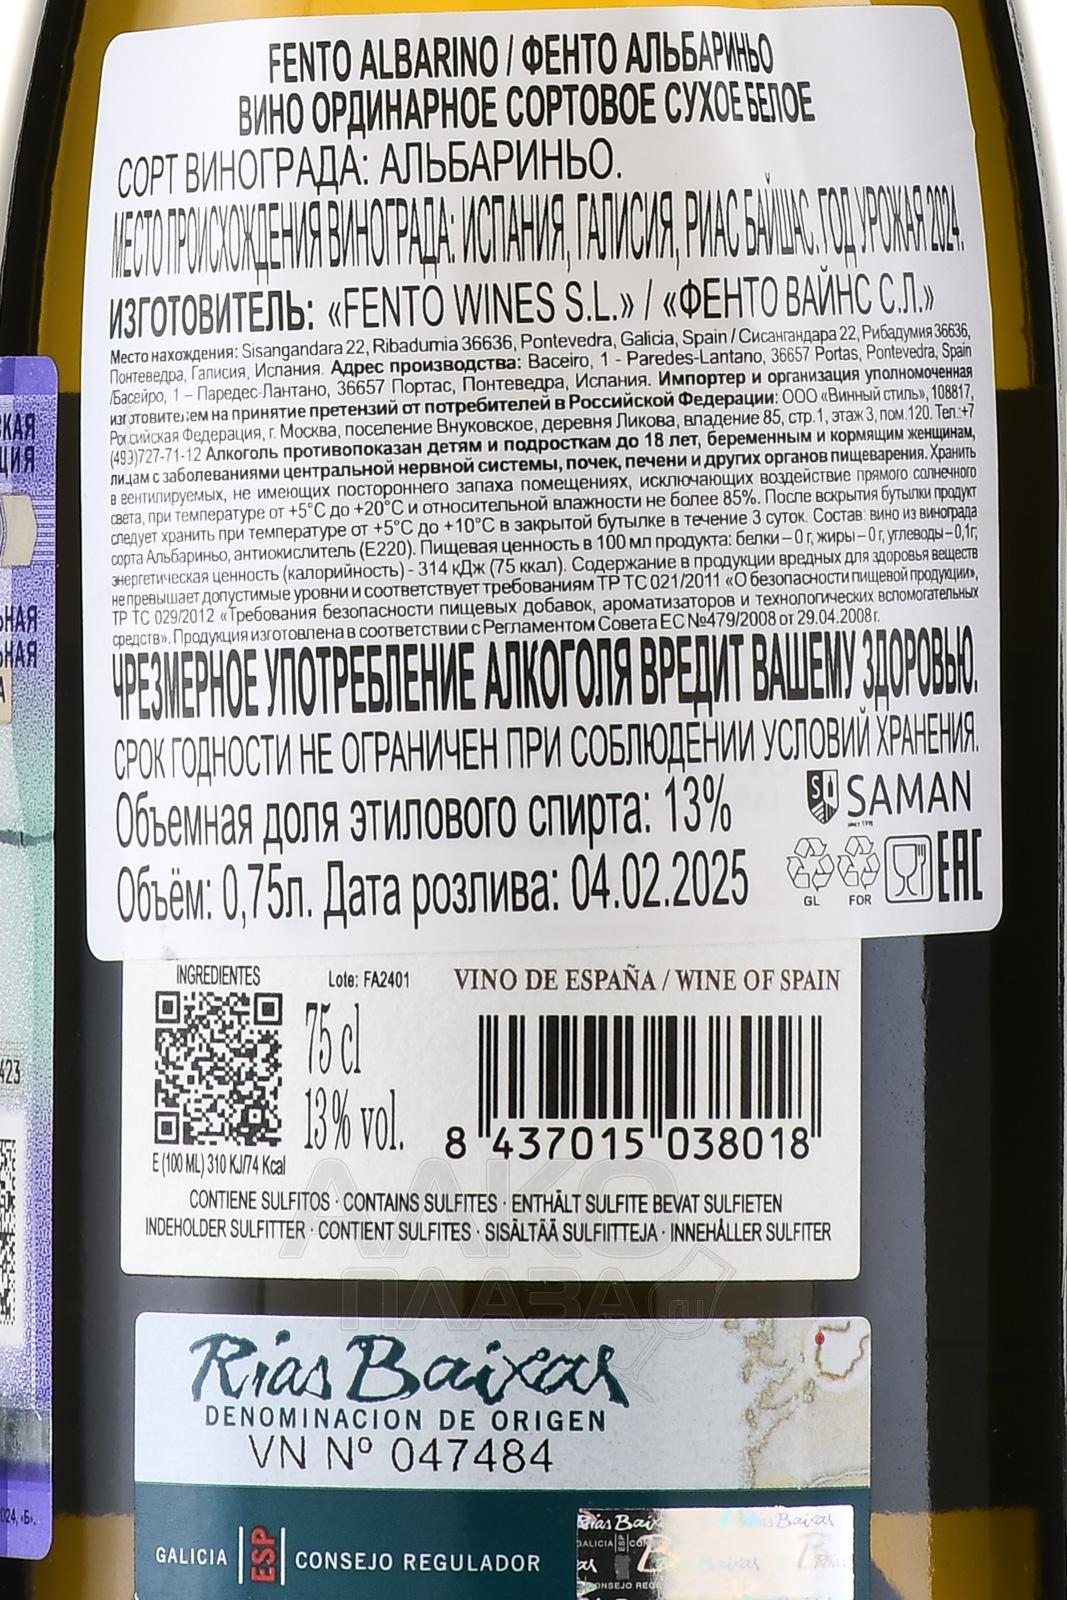 FENTO ALBARINO / ФЕНТО АЛЬБАРИНЬО
ВИНО ОРДИНАРНОЕ СОРТОВОЕ СУХОЕ БЕЛОЕ
СОРТ ВИНОГРАДА: АЛЬБАРИНЬО.
МЕСТО ПРОИСХОЖДЕНИЯ ВИНОГРАДА: ИСПАНИЯ, ГАЛИСИЯ, РИАС БАЙШАС. ГОД УРОЖАЯ 2024.
ИЗГОТОВИТЕЛЬ: «FENTO WINES S.L.» / «ФЕНТО ВАЙНС С.Л.»
Место нахождения: Sisangandara 22, Ribadumia 36636, Pontevedra, Galicia, Spain / Сисангандара 22, Рибадумия 36636,
Понтеведра, Галисия, Испания. Адрес производства: Baceiro, 1 - Paredes-Lantano, 36657 Portas, Pontevedra, Spain
/Басейро, 1 – Паредес-Лантано, 36657 Портас, Понтеведра, Испания. Импортер и организация уполномоченная
изготовителем на принятие претензий от потребителей в Российской Федерации: ООО «Винный стиль», 108817,
Российская Федерация, г. Москва, поселение Внуковское, деревня Ликова, владение 85, стр.1, этаж 3, пом.120. Тел.:+7
(499)727-71-12 Алкоголь противопоказан детям и подросткам до 18 лет, беременным и кормящим женщинам,
лицам с заболеваниями центральной нервной системы, почек, печени и других органов пищеварения. Хранить
в вентилируемых, не имеющих постороннего запаха помещениях, исключающих воздействие прямого солнечного
света, при температуре от +5°С до +20°С и относительной влажности не более 85%. После вскрытия бутылки продукт
следует хранить при температуре от +5°С до +10°С в закрытой бутылке в течение 3 суток. Состав: вино из винограда
сорта Альбариньо, антиокислитель (Е220). Пищевая ценность в 100 мл продукта: белки – 0 г, жиры – 0 г, углеводы – 0,1г,
энергетическая ценность (калорийность) - 314 кДж (75 ккал). Содержание в продукции вредных для здоровья веществ
не превышает допустимые уровни и соответствует требованиям ТР ТС 021/2011 «О безопасности пищевой продукции»,
ТР ТС 029/2012 «Требования безопасности пищевых добавок, ароматизаторов и технологических вспомогательных
средств». Продукция изготовлена в соответствии с Регламентом Совета ЕС №479/2008 от 29.04.2008 г.
ЧРЕЗМЕРНОЕ УПОТРЕБЛЕНИЕ АЛКОГОЛЯ ВРЕДИТ ВАШЕМУ ЗДОРОВЬЮ.
СРОК ГОДНОСТИ НЕ ОГРАНИЧЕН ПРИ СОБЛЮДЕНИИ УСЛОВИЙ ХРАНЕНИЯ.
Объемная доля этилового спирта: 13%
SAMAN
Объём: 0,75л. Дата розлива: 04.02.2025
GL FOR
EAC
INGREDIENTES
Lote: FA2401
VINO DE ESPAÑA / WINE OF SPAIN
75 cl
13% vol.
8 437015 038018
E (100 ML) 310 KJ/74 Kcal
CONTIENE SULFITOS · CONTAINS SULFITES · ENTHÄLT SULFITE BEVAT SULFIETEN
INDEHOLDER SULFITTER · CONTIENT SULFITES · SISÄLTÄÄ SULFIITTEJA · INNEHÅLLER SULFITER
ААКО
ПЛАЗА
.ru
Rías Baixas
DENOMINACION DE ORIGEN
VN Nº 047484
GALICIA ESP CONSEJO REGULADOR
Rías Baixas